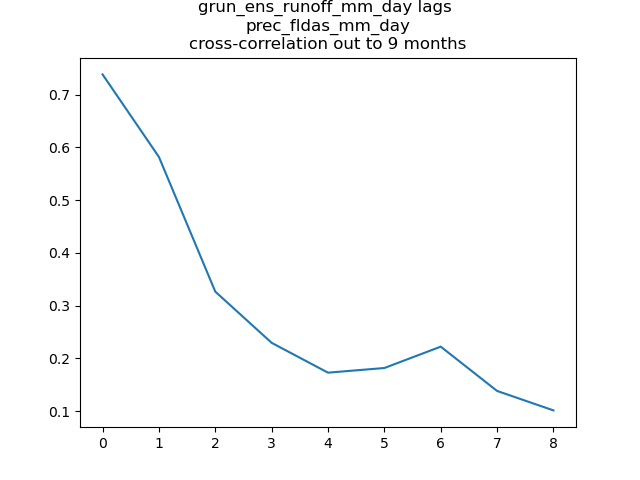 grun_ens_runoff_mm_day lags
prec_fldas_mm_day
cross-correlation out to 9 months
0.7
0.6
0.5
0.4
0.3
0.2
0.1
0 1 2 3 4 5 6 7 8